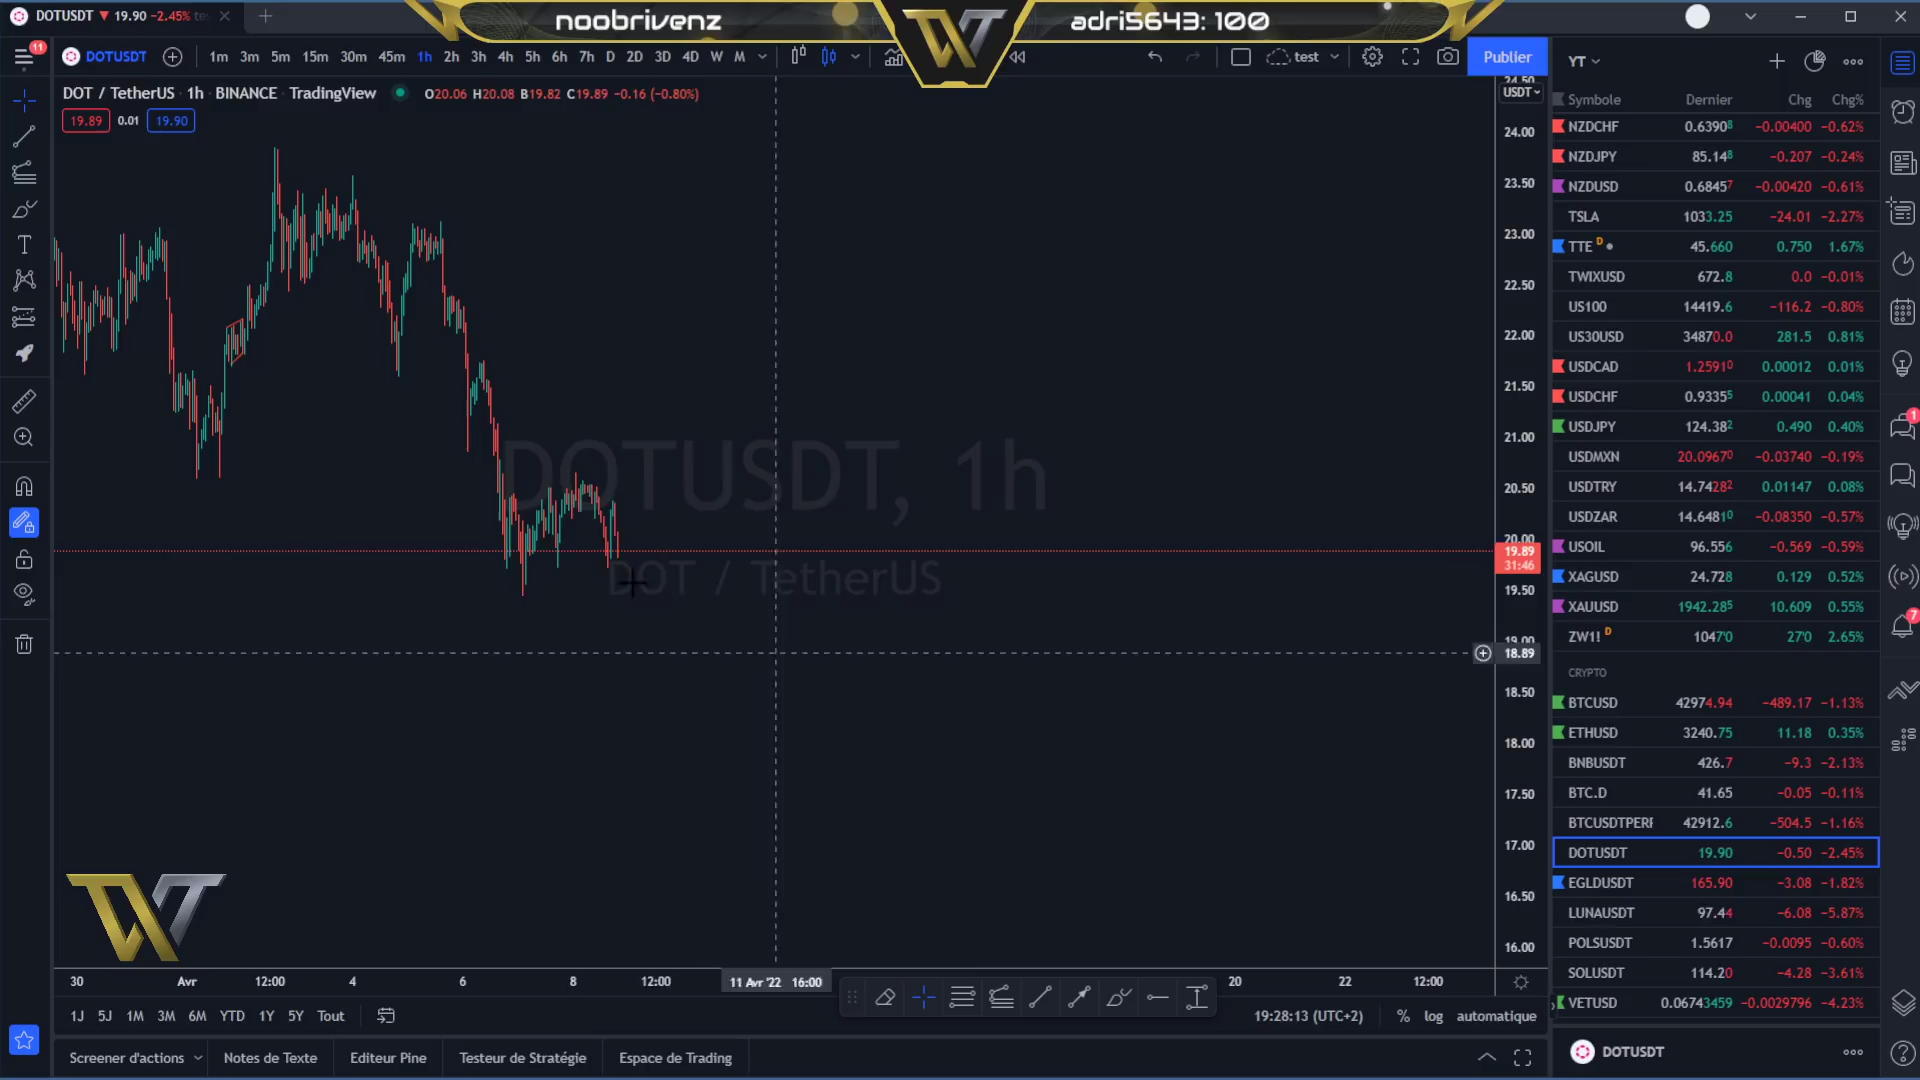 DOTUSDT ▼ 19.90 −2.45%
noobrivenz
adri5643: 100
11
DOTUSDT
1m 3m 5m 15m 30m 45m 1h 2h 3h 4h 5h 6h 7h D 2D 3D 4D W M
test
Publier
YT
DOT / TetherUS · 1h · BINANCE · TradingView
O20.06 H20.08 B19.82 C19.89 −0.16 (−0.80%)
19.89 0.01 19.90
USDT
24.50
24.00
23.50
23.00
22.50
22.00
21.50
21.00
20.50
20.00
19.89
31:46
19.50
19.00
18.89
18.50
18.00
17.50
17.00
16.50
16.00
DOTUSDT, 1h
DOT / TetherUS
30 Avr 12:00 4 6 8 12:00 11 Avr '22 16:00 20 22 12:00
1J 5J 1M 3M 6M YTD 1Y 5Y Tout
19:28:13 (UTC+2) % log automatique
Screener d'actions Notes de Texte Editeur Pine Testeur de Stratégie Espace de Trading
Symbole Dernier Chg Chg%
NZDCHF 0.63908 −0.00400 −0.62%
NZDJPY 85.148 −0.207 −0.24%
NZDUSD 0.68457 −0.00420 −0.61%
TSLA 1033.25 −24.01 −2.27%
TTE D 45.660 0.750 1.67%
TWIXUSD 672.8 0.0 −0.01%
US100 14419.6 −116.2 −0.80%
US30USD 34870.0 281.5 0.81%
USDCAD 1.25910 0.00012 0.01%
USDCHF 0.93355 0.00041 0.04%
USDJPY 124.382 0.490 0.40%
USDMXN 20.09670 −0.03740 −0.19%
USDTRY 14.74282 0.01147 0.08%
USDZAR 14.64810 −0.08350 −0.57%
USOIL 96.556 −0.569 −0.59%
XAGUSD 24.728 0.129 0.52%
XAUUSD 1942.285 10.609 0.55%
ZW1! D 1047'0 27'0 2.65%
CRYPTO
BTCUSD 42974.94 −489.17 −1.13%
ETHUSD 3240.75 11.18 0.35%
BNBUSDT 426.7 −9.3 −2.13%
BTC.D 41.65 −0.05 −0.11%
BTCUSDTPERP 42912.6 −504.5 −1.16%
DOTUSDT 19.90 −0.50 −2.45%
EGLDUSDT 165.90 −3.08 −1.82%
LUNAUSDT 97.44 −6.08 −5.87%
POLSUSDT 1.5617 −0.0095 −0.60%
SOLUSDT 114.20 −4.28 −3.61%
VETUSD 0.06743459 −0.0029796 −4.23%
DOTUSDT
1
7